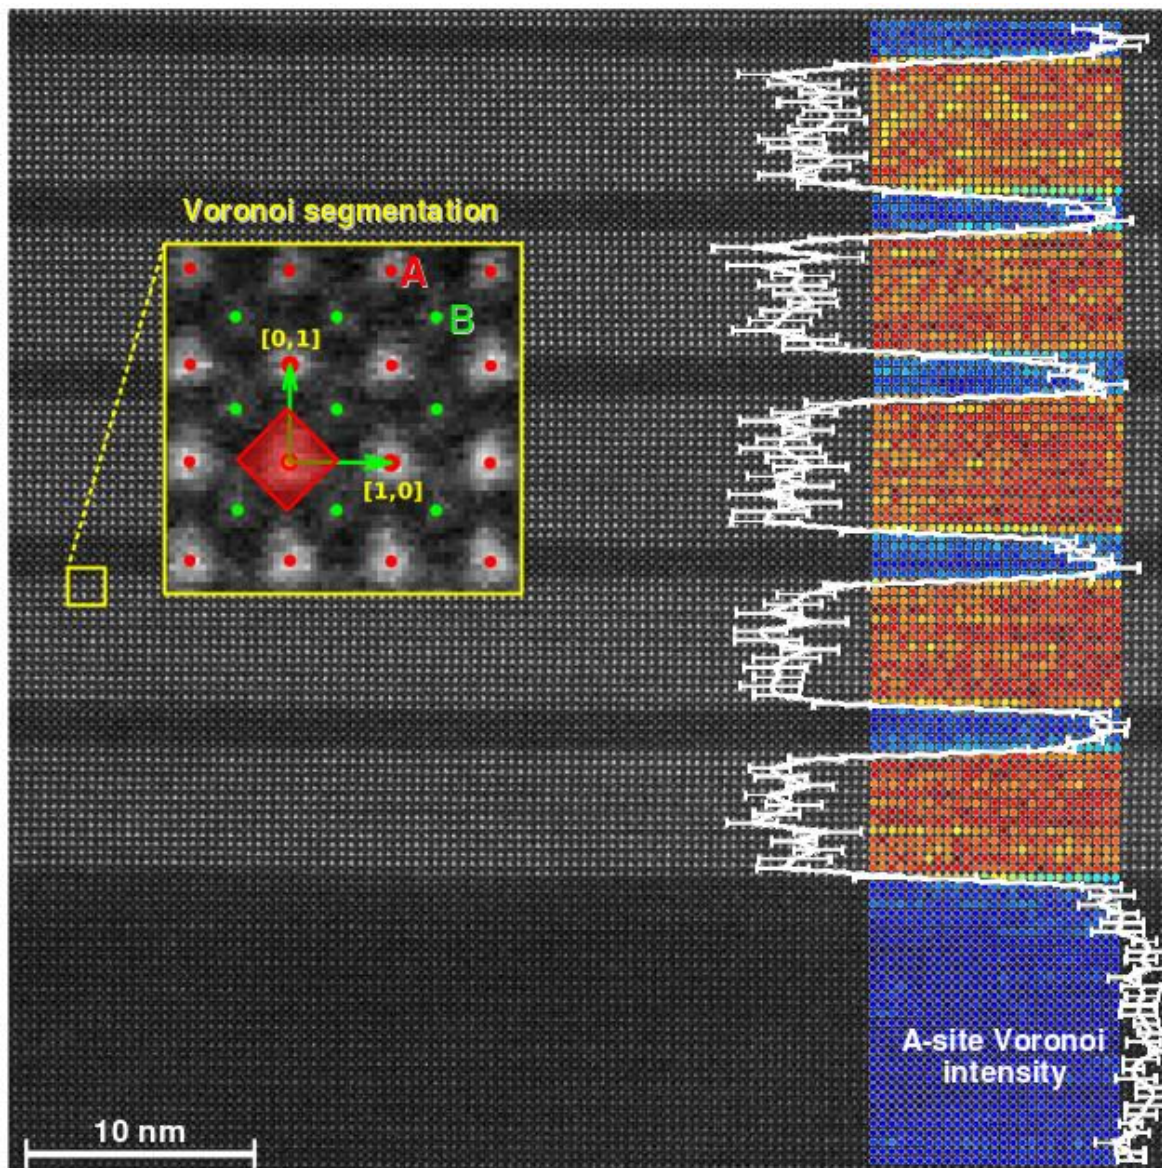 Voronoi segmentation
A
B
[0,1]
[1,0]
A-site Voronoi
intensity
10 nm